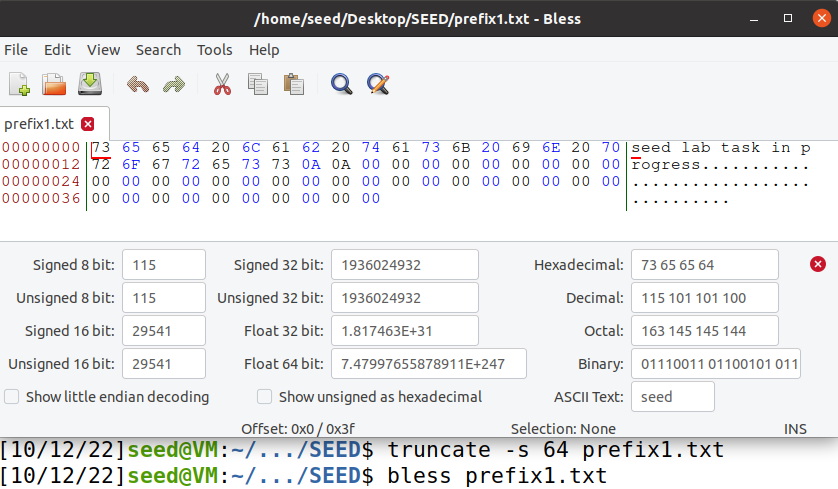 /home/seed/Desktop/SEED/prefix1.txt - Bless
File Edit View Search Tools Help
prefix1.txt
00000000 73 65 65 64 20 6C 61 62 20 74 61 73 6B 20 69 6E 20 70 seed lab task in p
00000012 72 6F 67 72 65 73 73 0A 0A 00 00 00 00 00 00 00 00 00 rogress...........
00000024 00 00 00 00 00 00 00 00 00 00 00 00 00 00 00 00 00 00 ..................
00000036 00 00 00 00 00 00 00 00 00 00 ..........
Signed 8 bit: 115 Signed 32 bit: 1936024932 Hexadecimal: 73 65 65 64
Unsigned 8 bit: 115 Unsigned 32 bit: 1936024932 Decimal: 115 101 101 100
Signed 16 bit: 29541 Float 32 bit: 1.817463E+31 Octal: 163 145 145 144
Unsigned 16 bit: 29541 Float 64 bit: 7.47997655878911E+247 Binary: 01110011 01100101 011
Show little endian decoding Show unsigned as hexadecimal ASCII Text: seed
Offset: 0x0 / 0x3f Selection: None INS
[10/12/22]seed@VM:~/.../SEED$ truncate -s 64 prefix1.txt
[10/12/22]seed@VM:~/.../SEED$ bless prefix1.txt